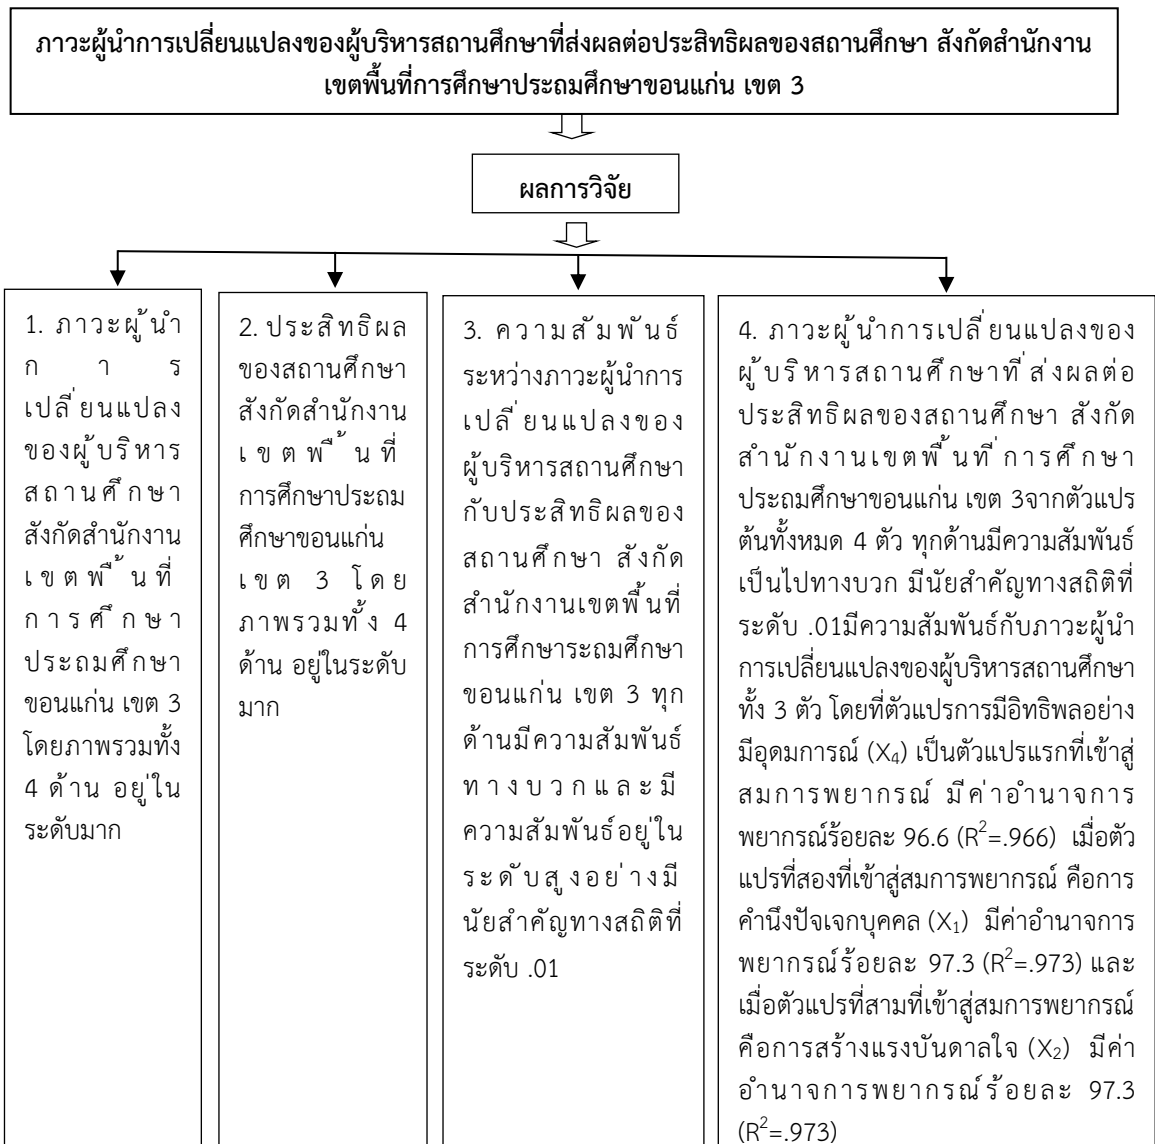 ภาวะผู้นำการเปลี่ยนแปลงของผู้บริหารสถานศึกษาที่ส่งผลต่อประสิทธิผลของสถานศึกษา สังกัดสำนักงาน
เขตพื้นที่การศึกษาประถมศึกษาขอนแก่น เขต 3
ผลการวิจัย
1. ภาวะผู้นำ
การ
เปลี่ยนแปลง
ของผู้บริหาร
สถานศึกษา
สังกัดสำนักงาน
เขตพื้นที่
การศึกษา
ประถมศึกษา
ขอนแก่น เขต 3
โดยภาพรวมทั้ง
4 ด้าน อยู่ใน
ระดับมาก
2. ประสิทธิผล
ของสถานศึกษา
สังกัดสำนักงาน
เขตพื้นที่
การศึกษาประถม
ศึกษาขอนแก่น
เขต 3 โดย
ภาพรวมทั้ง 4
ด้าน อยู่ในระดับ
มาก
3. ความสัมพันธ์
ระหว่างภาวะผู้นำการ
เปลี่ยนแปลงของ
ผู้บริหารสถานศึกษา
กับประสิทธิผลของ
สถานศึกษา สังกัด
สำนักงานเขตพื้นที่
การศึกษาระถมศึกษา
ขอนแก่น เขต 3 ทุก
ด้านมีความสัมพันธ์
ทางบวกและมี
ความสัมพันธ์อยู่ใน
ระดับสูงอย่างมี
นัยสำคัญทางสถิติที่
ระดับ .01
4. ภาวะผู้นำการเปลี่ยนแปลงของ
ผู้บริหารสถานศึกษาที่ส่งผลต่อ
ประสิทธิผลของสถานศึกษา สังกัด
สำนักงานเขตพื้นที่การศึกษา
ประถมศึกษาขอนแก่น เขต 3จากตัวแปร
ต้นทั้งหมด 4 ตัว ทุกด้านมีความสัมพันธ์
เป็นไปทางบวก มีนัยสำคัญทางสถิติที่
ระดับ .01มีความสัมพันธ์กับภาวะผู้นำ
การเปลี่ยนแปลงของผู้บริหารสถานศึกษา
ทั้ง 3 ตัว โดยที่ตัวแปรการมีอิทธิพลอย่าง
มีอุดมการณ์ (X₄) เป็นตัวแปรแรกที่เข้าสู่
สมการพยากรณ์ มีค่าอำนาจการ
พยากรณ์ร้อยละ 96.6 (R²=.966) เมื่อตัว
แปรที่สองที่เข้าสู่สมการพยากรณ์ คือการ
คำนึงปัจเจกบุคคล (X₁) มีค่าอำนาจการ
พยากรณ์ร้อยละ 97.3 (R²=.973) และ
เมื่อตัวแปรที่สามที่เข้าสู่สมการพยากรณ์
คือการสร้างแรงบันดาลใจ (X₂) มีค่า
อำนาจการพยากรณ์ร้อยละ 97.3
(R²=.973)